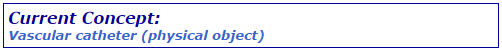 Current Concept:
Vascular catheter (physical object)